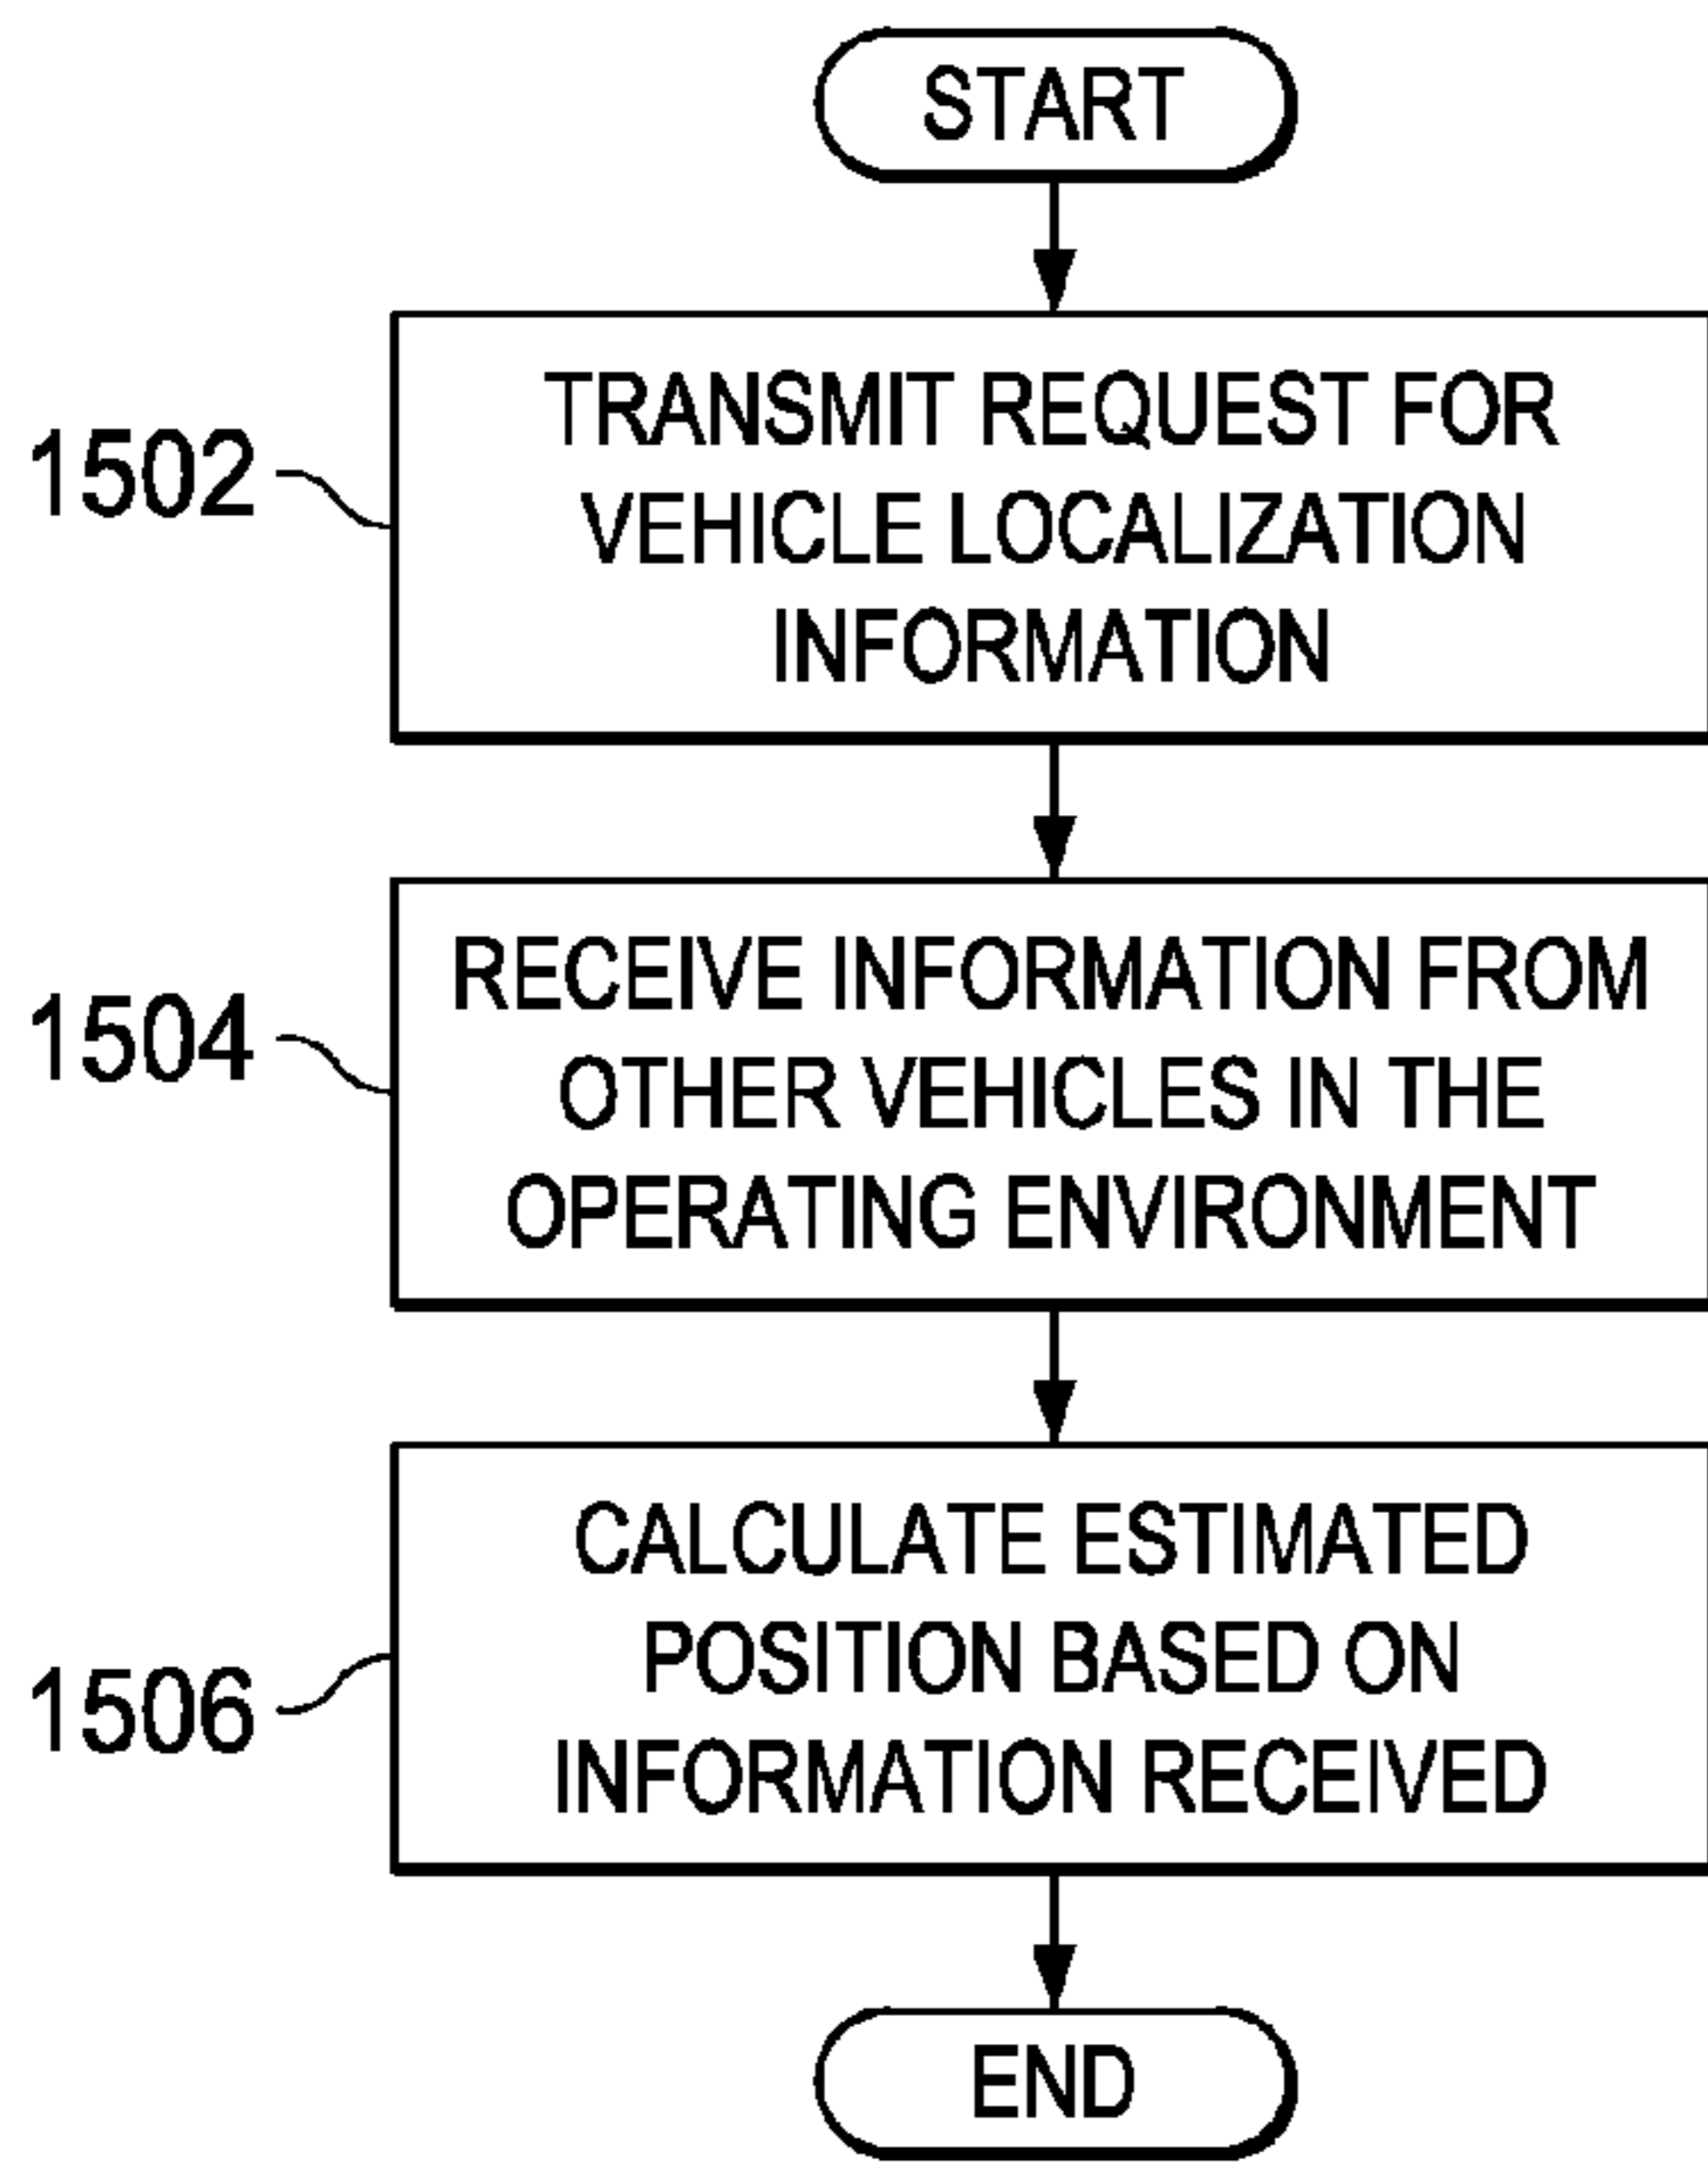 START
1502
TRANSMIT REQUEST FOR
VEHICLE LOCALIZATION
INFORMATION
1504
RECEIVE INFORMATION FROM
OTHER VEHICLES IN THE
OPERATING ENVIRONMENT
1506
CALCULATE ESTIMATED
POSITION BASED ON
INFORMATION RECEIVED
END